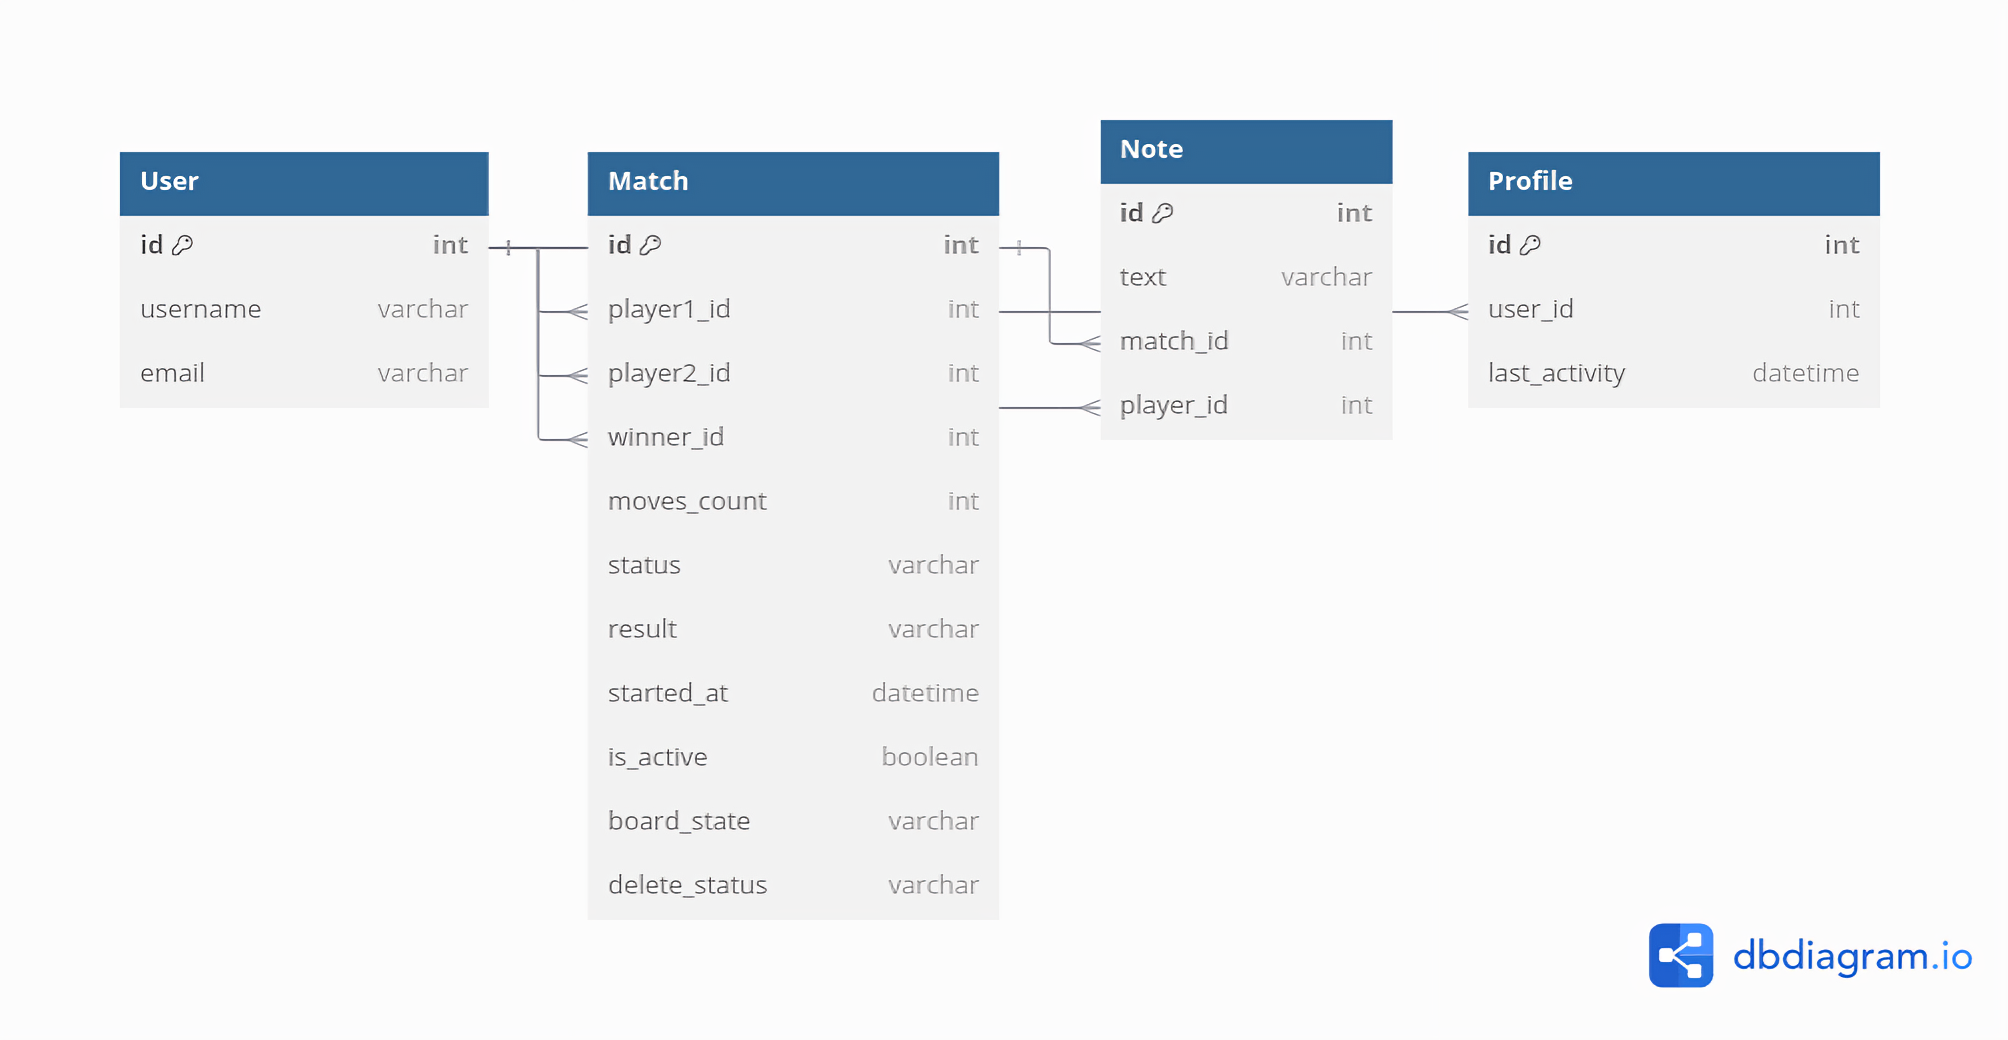 User
id int
username varchar
email varchar
Match
id int
player1_id int
player2_id int
winner_id int
moves_count int
status varchar
result varchar
started_at datetime
is_active boolean
board_state varchar
delete_status varchar
Note
id int
text varchar
match_id int
player_id int
Profile
id int
user_id int
last_activity datetime
dbdiagram.io